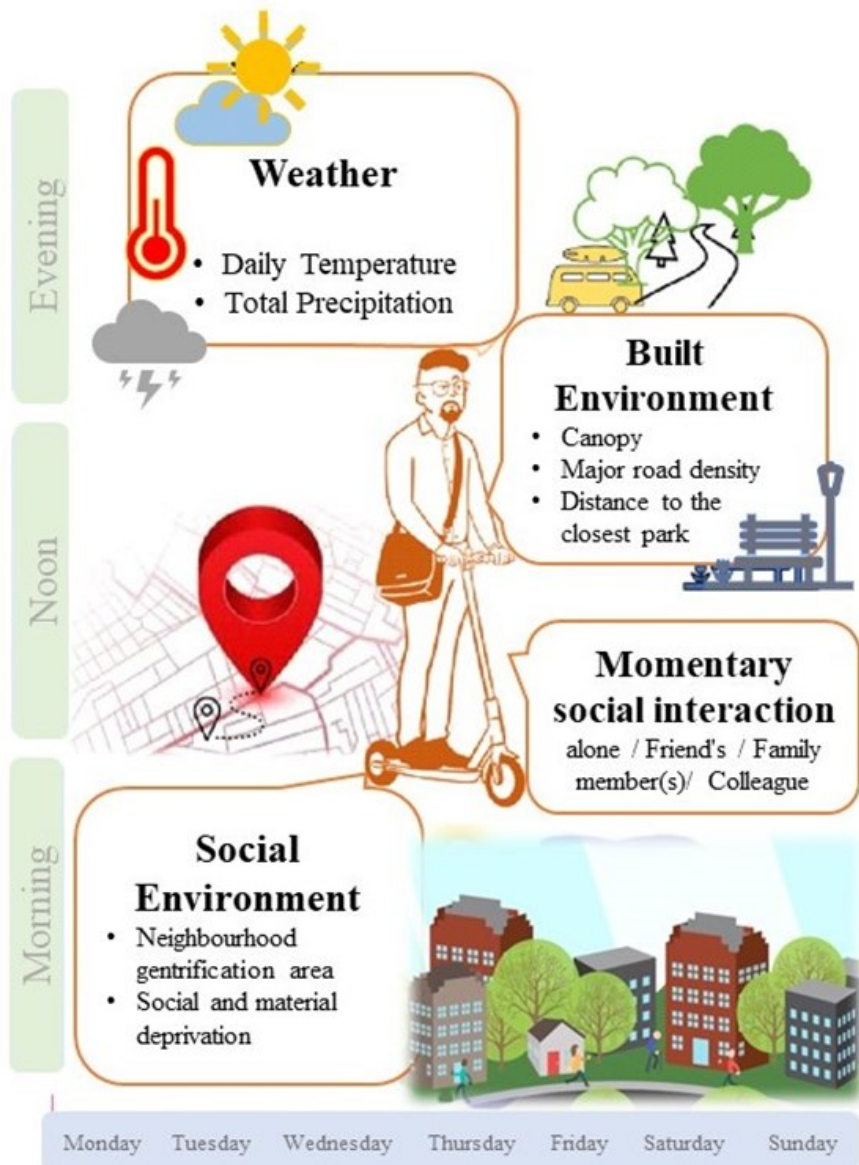 Evening
Weather
• Daily Temperature
• Total Precipitation
Built
Environment
• Canopy
• Major road density
• Distance to the
closest park
Noon
Momentary
social interaction
alone / Friend's / Family
member(s)/ Colleague
Morning
Social
Environment
• Neighbourhood
gentrification area
• Social and material
deprivation
Monday Tuesday Wednesday Thursday Friday Saturday Sunday